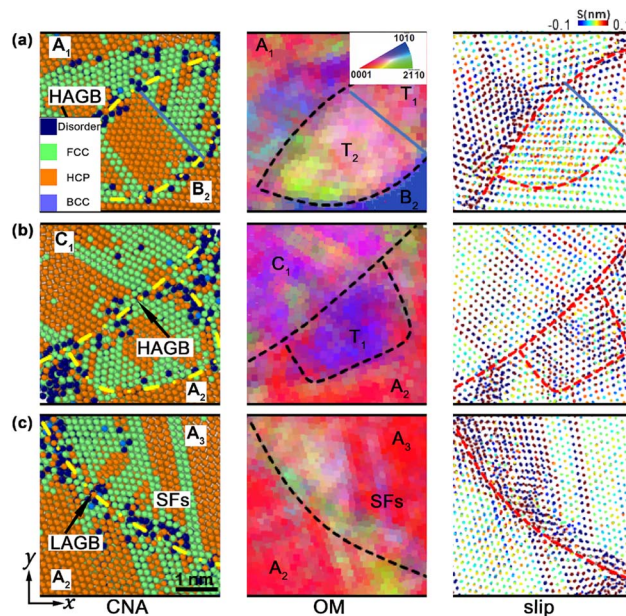 S(nm)
-0.1 0.1
(a) A₁
HAGB
Disorder
FCC
HCP
BCC
B₂
A₁
1010
0001 2110
T₁
T₂
B₂
(b) C₁
HAGB
A₂
C₁
T₁
A₂
(c)
A₃
SFs
LAGB
A₂
1 nm
A₃
SFs
A₂
y
x
CNA OM slip